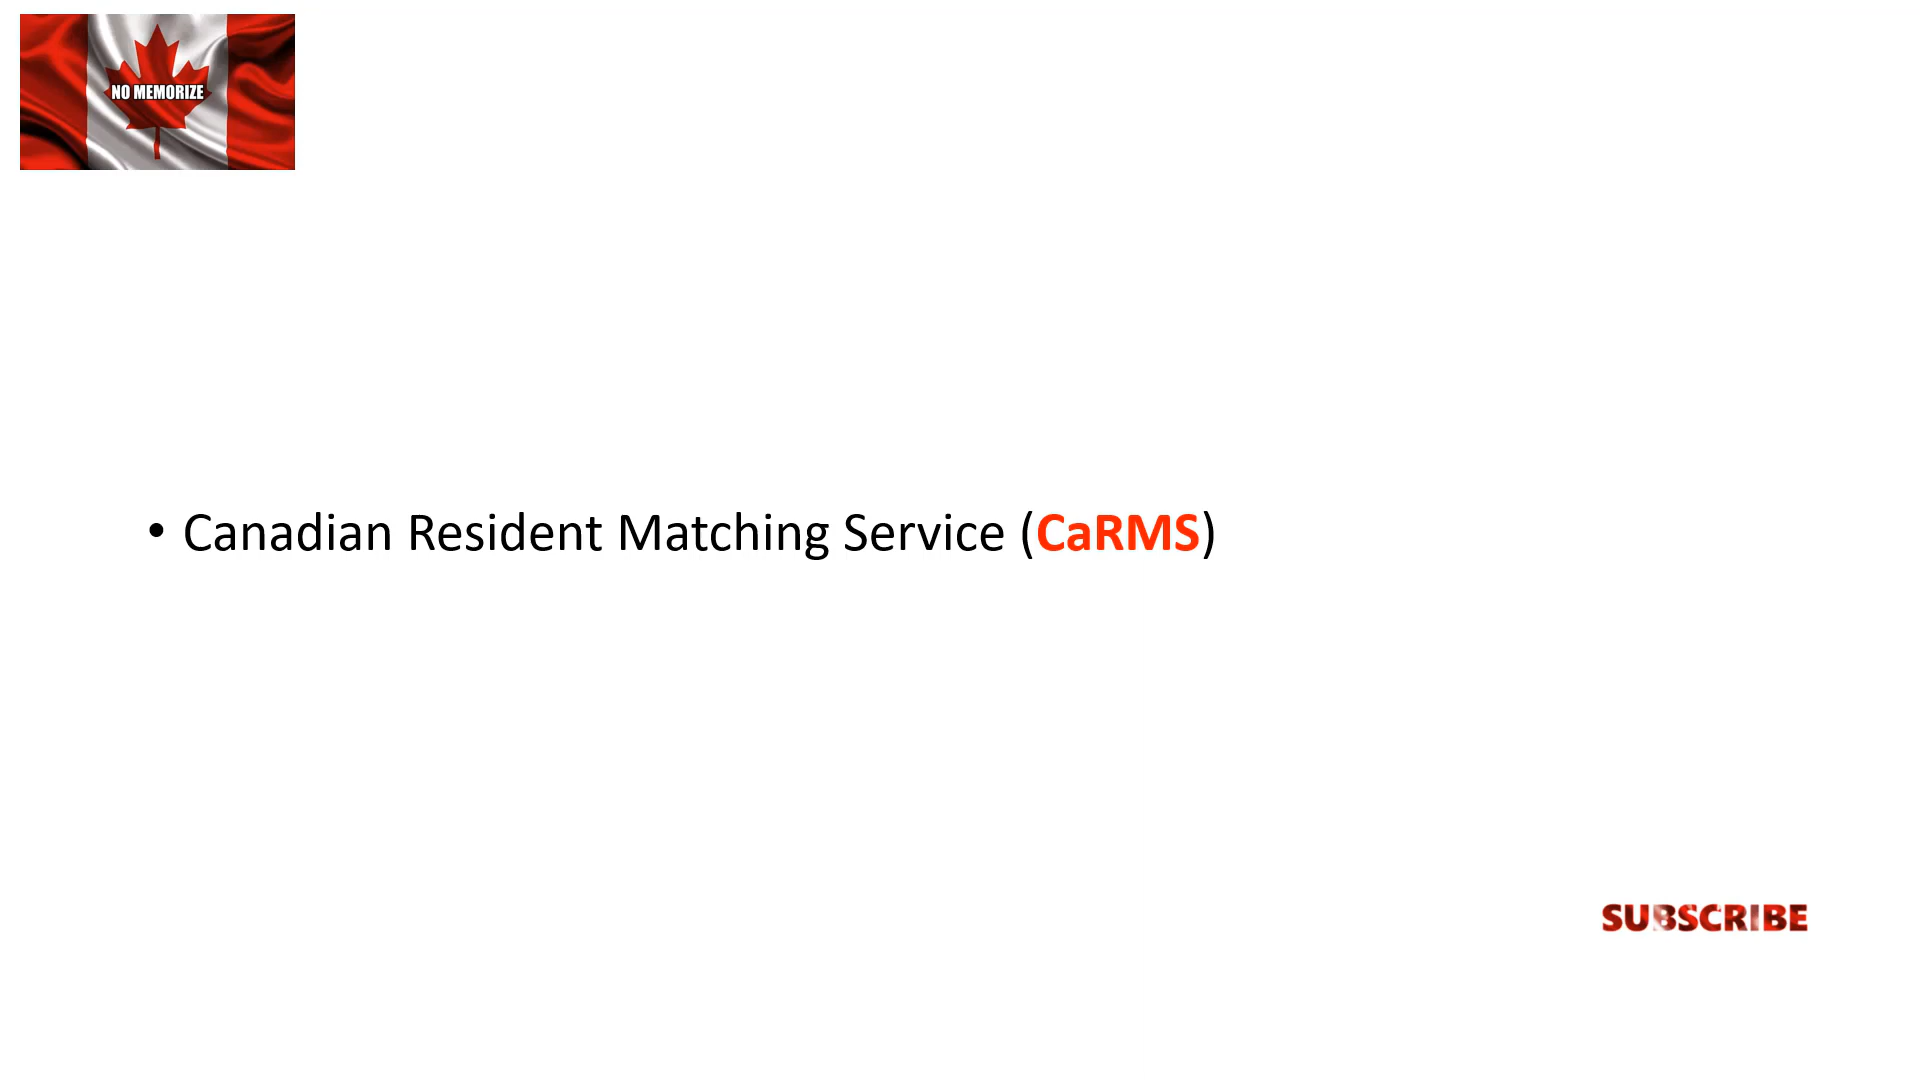 NO MEMORIZE
• Canadian Resident Matching Service (CaRMS)
SUBSCRIBE